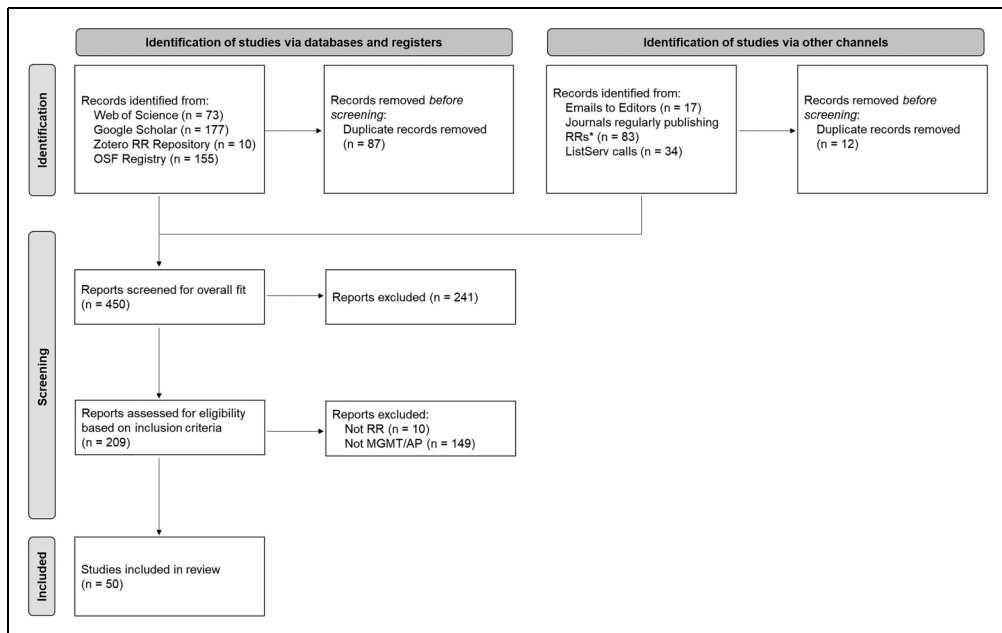 Identification of studies via databases and registers
Identification of studies via other channels
Identification
Records identified from:
Web of Science (n = 73)
Google Scholar (n = 177)
Zotero RR Repository (n = 10)
OSF Registry (n = 155)
Records removed before
screening:
Duplicate records removed
(n = 87)
Records identified from:
Emails to Editors (n = 17)
Journals regularly publishing
RRs* (n = 83)
ListServ calls (n = 34)
Records removed before
screening:
Duplicate records removed
(n = 12)
Screening
Reports screened for overall fit
(n = 450)
Reports excluded (n = 241)
Reports assessed for eligibility
based on inclusion criteria
(n = 209)
Reports excluded:
Not RR (n = 10)
Not MGMT/AP (n = 149)
Included
Studies included in review
(n = 50)